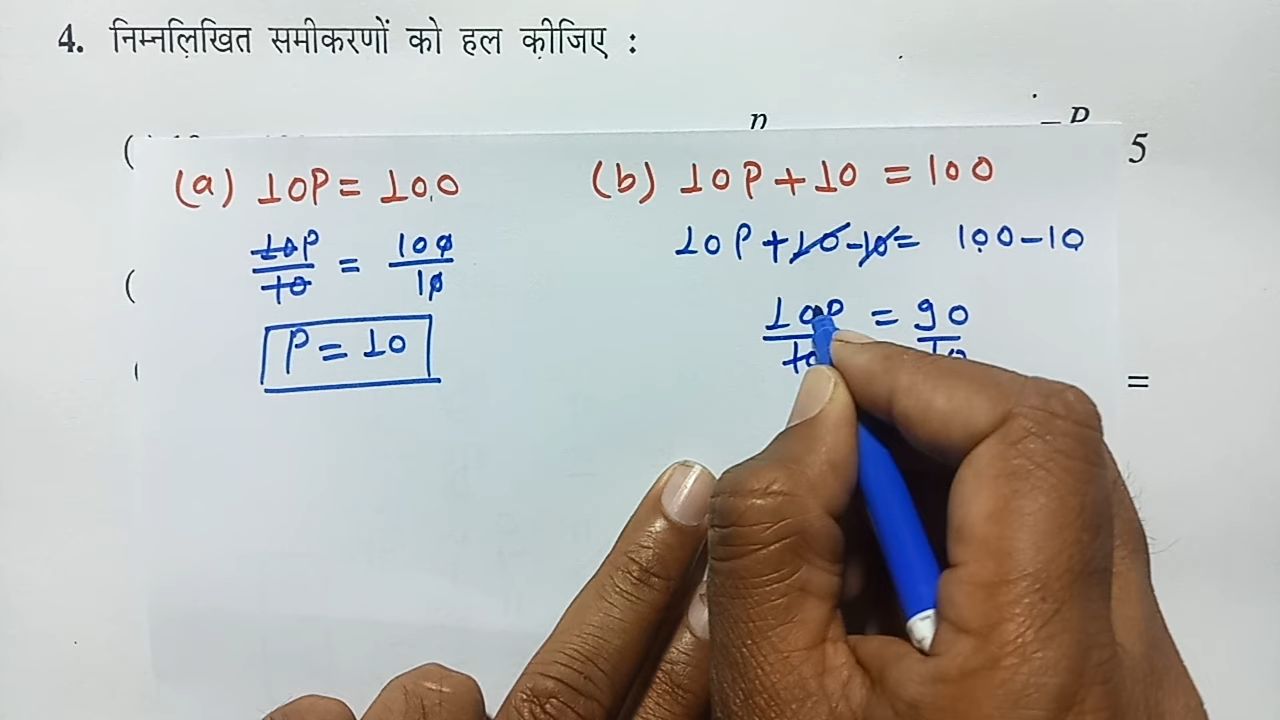 4. निम्नलिखित समीकरणों को हल कीजिए :
n
– P
5
(
(a) 10P = 100
(b) 10P + 10 = 100
10P/10 = 100/10
10P + 10 - 10 = 100 - 10
(
P = 10
10P/10 = 90/10
=